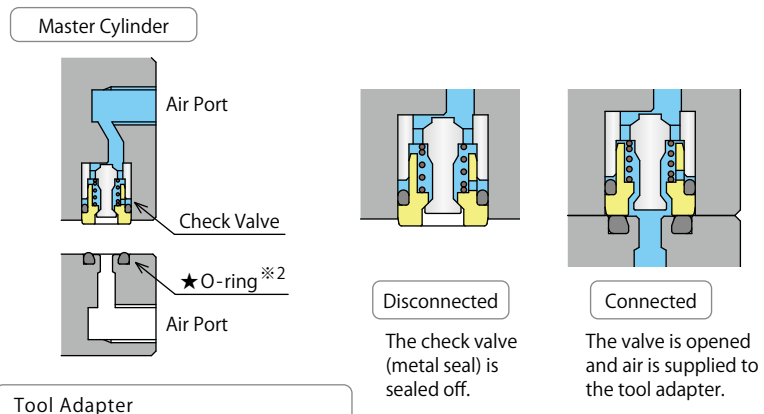 Master Cylinder
Air Port
Check Valve
★O-ring※2
Air Port
Tool Adapter
Disconnected
The check valve
(metal seal) is
sealed off.
Connected
The valve is opened
and air is supplied to
the tool adapter.